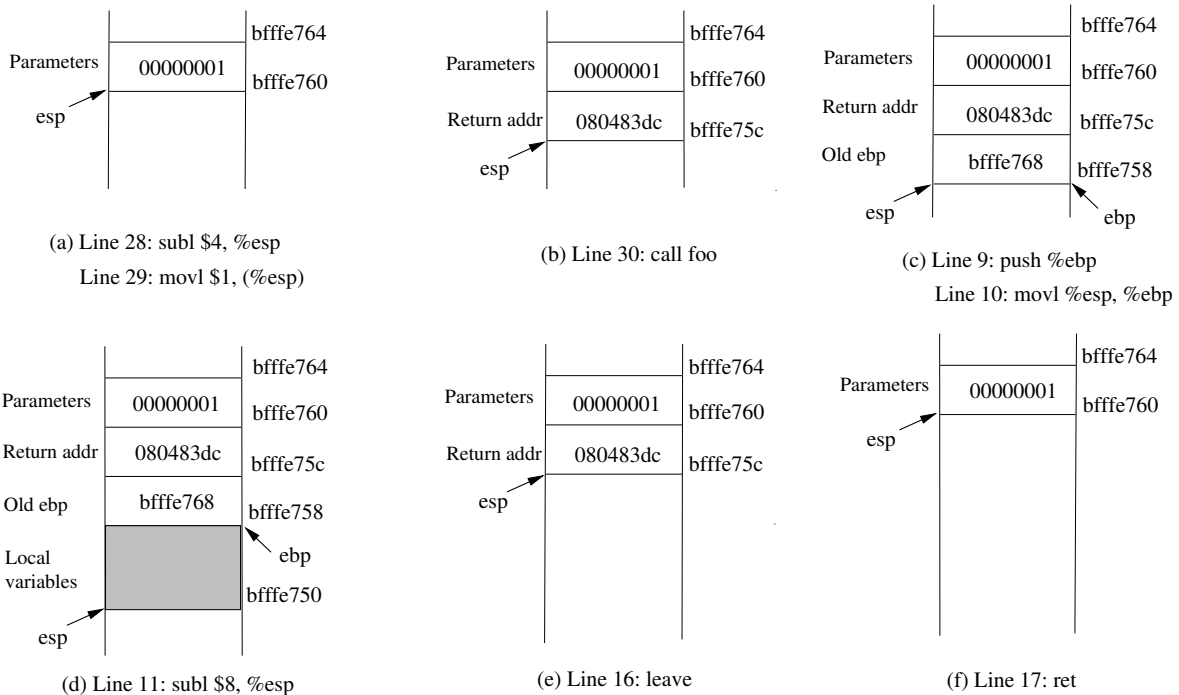 bfffe764
Parameters
00000001
bfffe760
esp
(a) Line 28: subl $4, %esp
Line 29: movl $1, (%esp)
bfffe764
Parameters
00000001
bfffe760
Return addr
080483dc
bfffe75c
esp
(b) Line 30: call foo
bfffe764
Parameters
00000001
bfffe760
Return addr
080483dc
bfffe75c
Old ebp
bfffe768
bfffe758
esp
ebp
(c) Line 9: push %ebp
Line 10: movl %esp, %ebp
bfffe764
Parameters
00000001
bfffe760
Return addr
080483dc
bfffe75c
Old ebp
bfffe768
bfffe758
ebp
Local
variables
bfffe750
esp
(d) Line 11: subl $8, %esp
bfffe764
Parameters
00000001
bfffe760
Return addr
080483dc
bfffe75c
esp
(e) Line 16: leave
bfffe764
Parameters
00000001
bfffe760
esp
(f) Line 17: ret